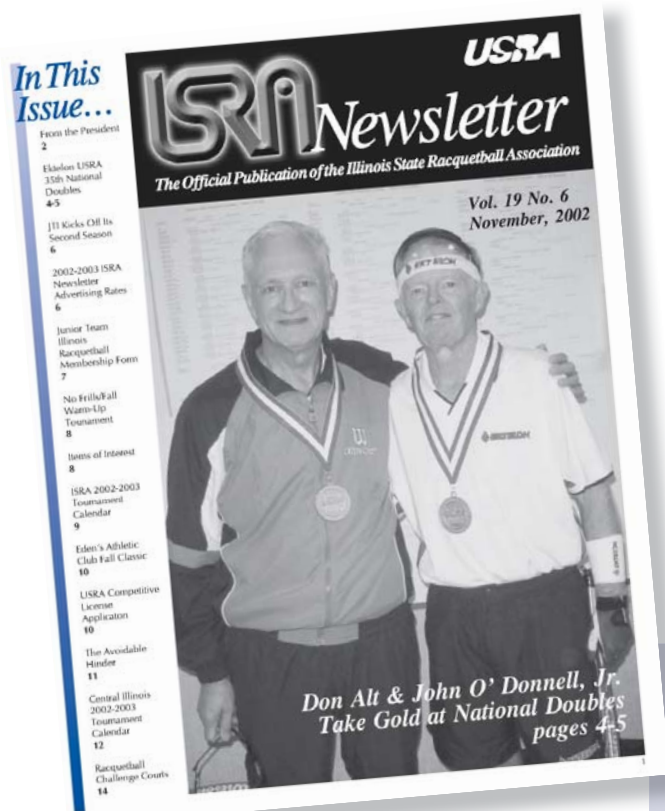 In This
Issue…
From the President
2
Ektelon USRA
35th National
Doubles
4-5
JTI Kicks Off Its
Second Season
6
2002-2003 ISRA
Newsletter
Advertising Rates
6
Junior Team
Illinois
Racquetball
Membership Form
7
No Frills/Fall
Warm-Up
Tounament
8
Items of Interest
8
ISRA 2002-2003
Tournament
Calendar
9
Eden's Athletic
Club Fall Classic
10
USRA Competitive
License
Applicaton
10
The Avoidable
Hinder
11
Central Illinois
2002-2003
Tournament
Calendar
12
Racquetball
Challenge Courts
14
USRA
ISRA Newsletter
The Official Publication of the Illinois State Racquetball Association
Vol. 19 No. 6
November, 2002
EKTELON
Wilson
EKTELON
Don Alt & John O' Donnell, Jr.
Take Gold at National Doubles
pages 4-5
1